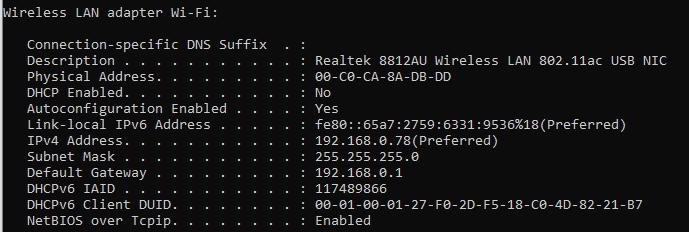 Wireless LAN adapter Wi-Fi:
Connection-specific DNS Suffix  . :
Description . . . . . . . . . . . : Realtek 8812AU Wireless LAN 802.11ac USB NIC
Physical Address. . . . . . . . . : 00-C0-CA-8A-DB-DD
DHCP Enabled. . . . . . . . . . . : No
Autoconfiguration Enabled . . . . : Yes
Link-local IPv6 Address . . . . . : fe80::65a7:2759:6331:9536%18(Preferred)
IPv4 Address. . . . . . . . . . . : 192.168.0.78(Preferred)
Subnet Mask . . . . . . . . . . . : 255.255.255.0
Default Gateway . . . . . . . . . : 192.168.0.1
DHCPv6 IAID . . . . . . . . . . . : 117489866
DHCPv6 Client DUID. . . . . . . . : 00-01-00-01-27-F0-2D-F5-18-C0-4D-82-21-B7
NetBIOS over Tcpip. . . . . . . . : Enabled